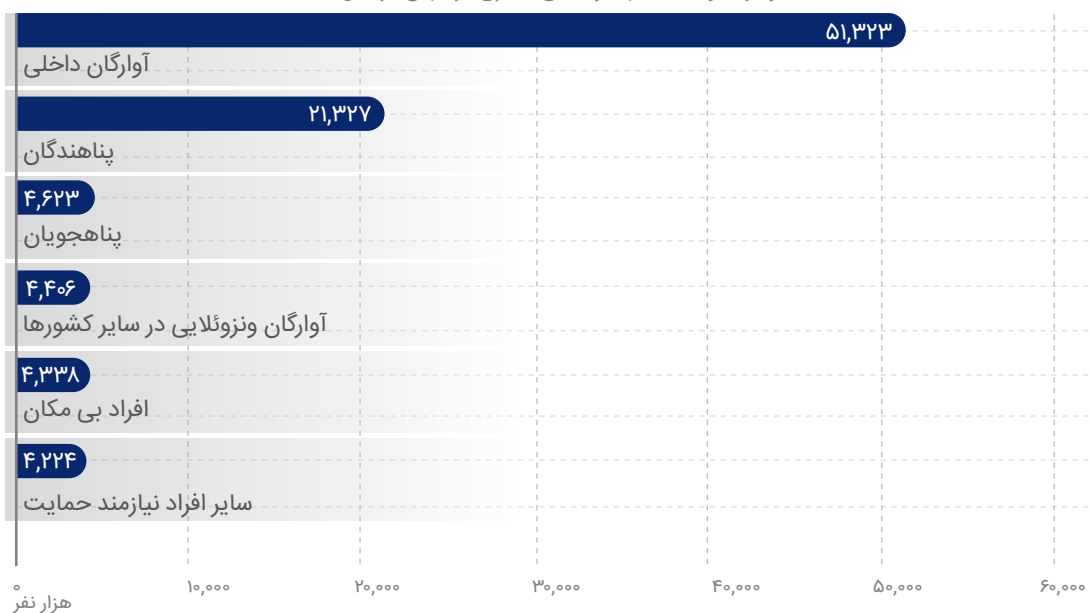 ۵۱,۳۲۳
آوارگان داخلی
۲۱,۳۲۷
پناهندگان
۴,۶۲۳
پناهجویان
۴,۴۰۶
آوارگان ونزوئلایی در سایر کشورها
۴,۳۳۸
افراد بی مکان
۴,۲۲۴
سایر افراد نیازمند حمایت
۰ ۱۰,۰۰۰ ۲۰,۰۰۰ ۳۰,۰۰۰ ۴۰,۰۰۰ ۵۰,۰۰۰ ۶۰,۰۰۰
هزار نفر